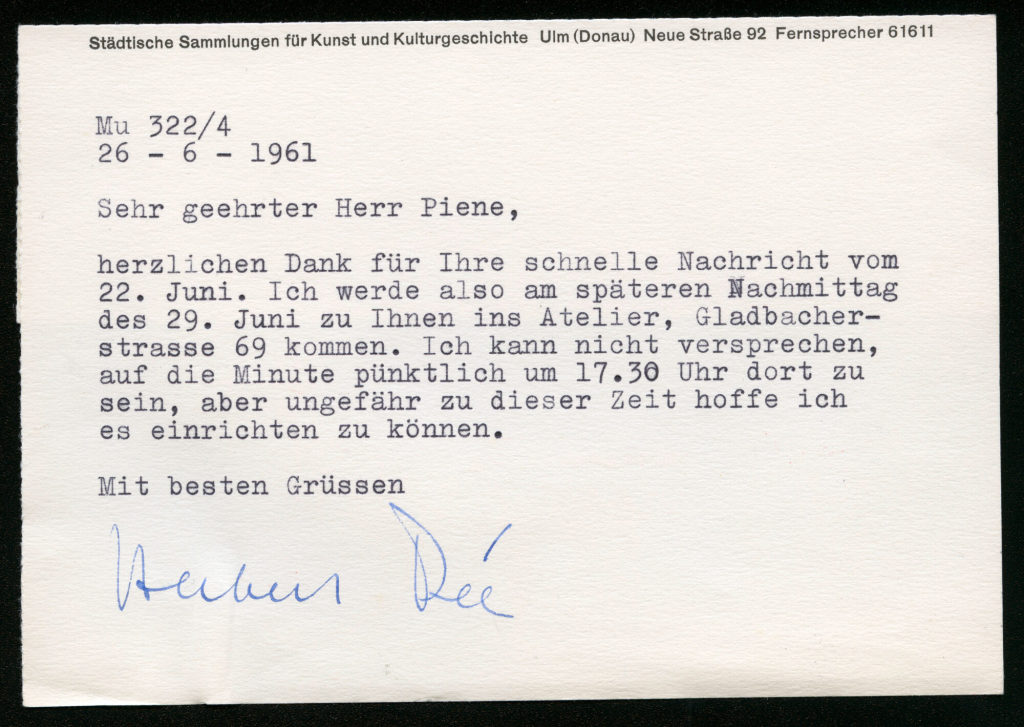 Städtische Sammlungen für Kunst und Kulturgeschichte Ulm (Donau) Neue Straße 92 Fernsprecher 61611
Mu 322/4
26 - 6 - 1961
Sehr geehrter Herr Piene,
herzlichen Dank für Ihre schnelle Nachricht vom
22. Juni. Ich werde also am späteren Nachmittag
des 29. Juni zu Ihnen ins Atelier, Gladbacher-
strasse 69 kommen. Ich kann nicht versprechen,
auf die Minute pünktlich um 17.30 Uhr dort zu
sein, aber ungefähr zu dieser Zeit hoffe ich
es einrichten zu können.
Mit besten Grüssen
Herbert Pée